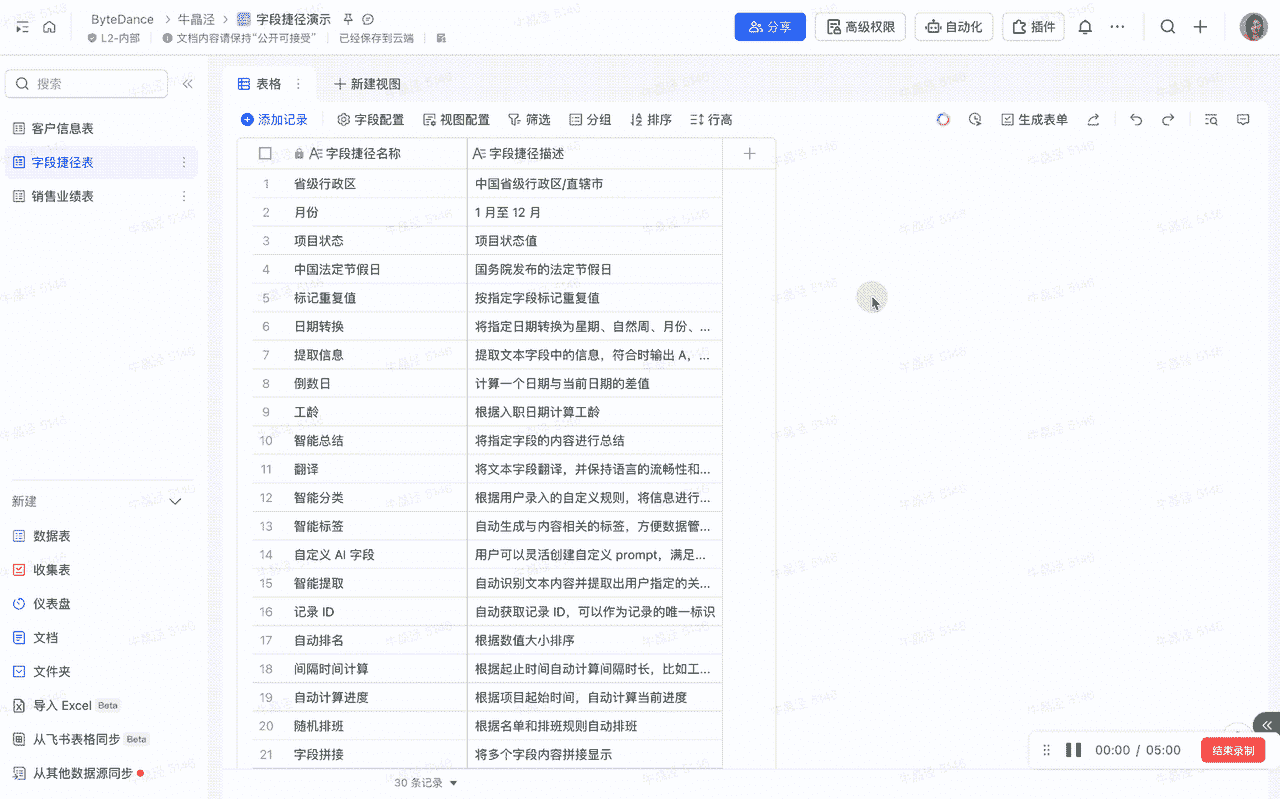 ByteDance
牛晶泾
字段捷径演示
L2-内部
文档内容请保持“公开可接受”
已经保存到云端
分享
高级权限
自动化
插件
搜索
客户信息表
字段捷径表
销售业绩表
新建
数据表
收集表
仪表盘
文档
文件夹
导入 Excel Beta
从飞书表格同步 Beta
从其他数据源同步
表格
新建视图
添加记录 字段配置 视图配置 筛选 分组 排序 行高 生成表单
字段捷径名称 字段捷径描述
1 省级行政区 中国省级行政区/直辖市
2 月份 1 月至 12 月
3 项目状态 项目状态值
4 中国法定节假日 国务院发布的法定节假日
5 标记重复值 按指定字段标记重复值
6 日期转换 将指定日期转换为星期、自然周、月份、...
7 提取信息 提取文本字段中的信息，符合时输出 A，...
8 倒数日 计算一个日期与当前日期的差值
9 工龄 根据入职日期计算工龄
10 智能总结 将指定字段的内容进行总结
11 翻译 将文本字段翻译，并保持语言的流畅性和...
12 智能分类 根据用户录入的自定义规则，将信息进行...
13 智能标签 自动生成与内容相关的标签，方便数据管...
14 自定义 AI 字段 用户可以灵活创建自定义 prompt，满足...
15 智能提取 自动识别文本内容并提取出用户指定的关...
16 记录 ID 自动获取记录 ID，可以作为记录的唯一标识
17 自动排名 根据数值大小排序
18 间隔时间计算 根据起止时间自动计算间隔时长，比如工...
19 自动计算进度 根据项目起始时间，自动计算当前进度
20 随机排班 根据名单和排班规则自动排班
21 字段拼接 将多个字段内容拼接显示
30 条记录
00:00 / 05:00
结束录制
牛晶泾 5146